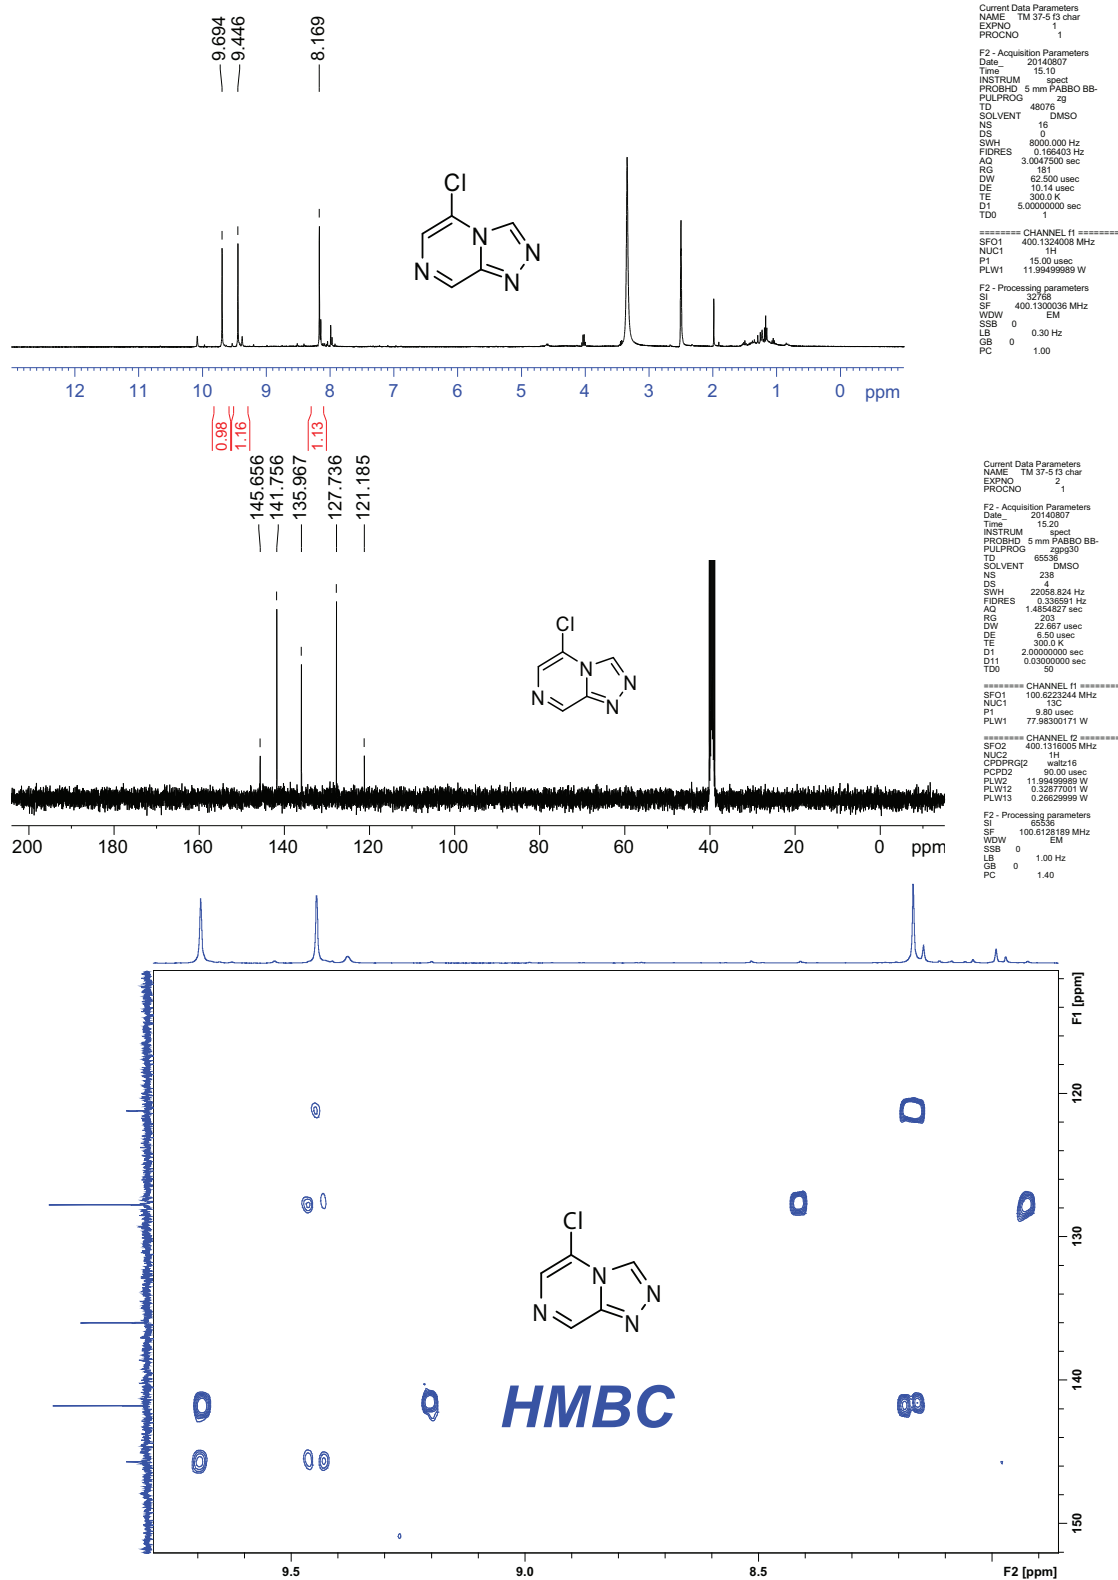 9.694
9.446
8.169
Cl
N
N
N
N
12 11 10 9 8 7 6 5 4 3 2 1 0 ppm
0.98
1.16
1.13
Current Data Parameters
NAME TM 37-5 f3 char
EXPNO 1
PROCNO 1
F2 - Acquisition Parameters
Date_ 20140807
Time 15.10
INSTRUM spect
PROBHD 5 mm PABBO BB-
PULPROG zg
TD 48076
SOLVENT DMSO
NS 16
DS 0
SWH 8000.000 Hz
FIDRES 0.166403 Hz
AQ 3.0047500 sec
RG 181
DW 62.500 usec
DE 10.14 usec
TE 300.0 K
D1 5.00000000 sec
TD0 1
======== CHANNEL f1 ========
SFO1 400.1324008 MHz
NUC1 1H
P1 15.00 usec
PLW1 11.99499989 W
F2 - Processing parameters
SI 32768
SF 400.1300036 MHz
WDW EM
SSB 0
LB 0.30 Hz
GB 0
PC 1.00
145.656
141.756
135.967
127.736
121.185
Cl
N
N
N
N
200 180 160 140 120 100 80 60 40 20 0 ppm
Current Data Parameters
NAME TM 37-5 f3 char
EXPNO 2
PROCNO 1
F2 - Acquisition Parameters
Date_ 20140807
Time 15.20
INSTRUM spect
PROBHD 5 mm PABBO BB-
PULPROG zgpg30
TD 65536
SOLVENT DMSO
NS 238
DS 4
SWH 22058.824 Hz
FIDRES 0.336591 Hz
AQ 1.4854827 sec
RG 203
DW 22.667 usec
DE 6.50 usec
TE 300.0 K
D1 2.00000000 sec
D11 0.03000000 sec
TD0 50
======== CHANNEL f1 ========
SFO1 100.6223244 MHz
NUC1 13C
P1 9.80 usec
PLW1 77.98300171 W
======== CHANNEL f2 ========
SFO2 400.1316005 MHz
NUC2 1H
CPDPRG[2 waltz16
PCPD2 90.00 usec
PLW2 11.99499989 W
PLW12 0.32877001 W
PLW13 0.26629999 W
F2 - Processing parameters
SI 65536
SF 100.6128189 MHz
WDW EM
SSB 0
LB 1.00 Hz
GB 0
PC 1.40
F1 [ppm]
120
130
140
150
Cl
N
N
N
N
HMBC
9.5 9.0 8.5 F2 [ppm]